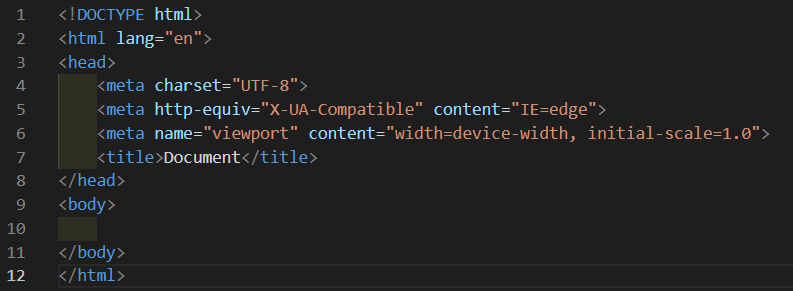 1 <!DOCTYPE html>
2 <html lang="en">
3 <head>
4     <meta charset="UTF-8">
5     <meta http-equiv="X-UA-Compatible" content="IE=edge">
6     <meta name="viewport" content="width=device-width, initial-scale=1.0">
7     <title>Document</title>
8 </head>
9 <body>
10
11 </body>
12 </html>